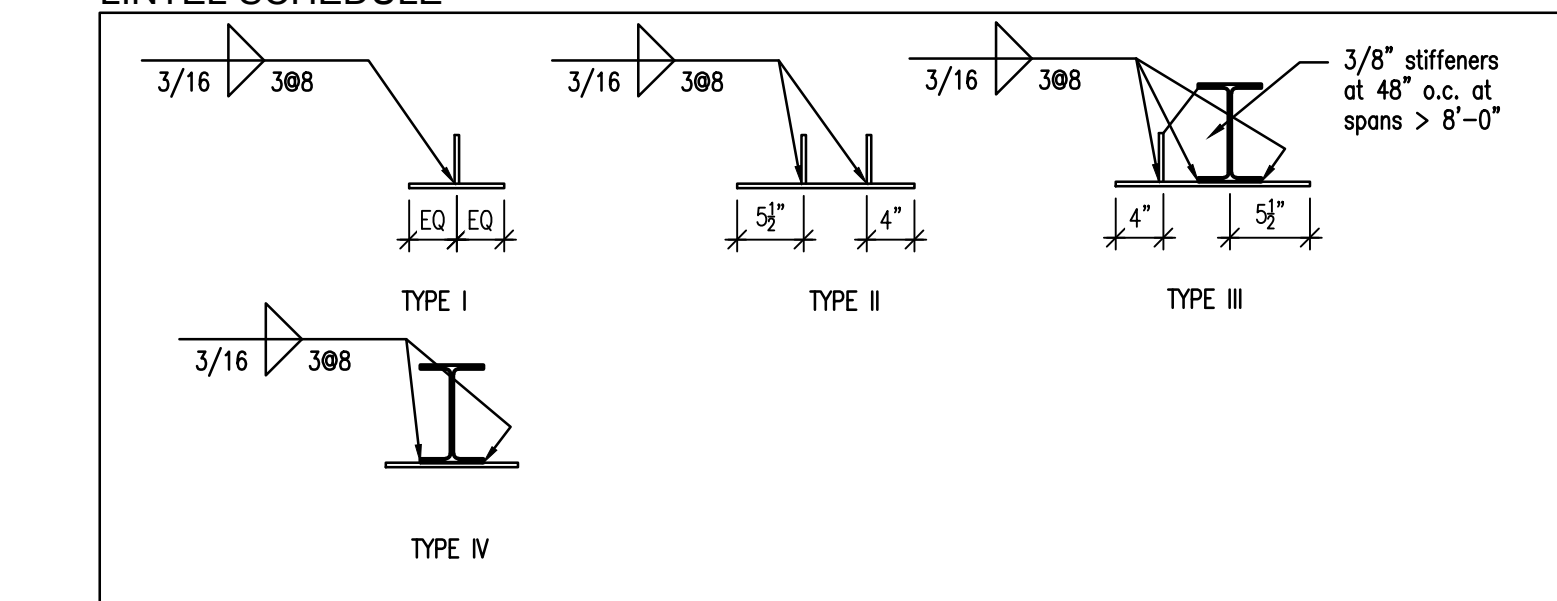 LINTEL SCHEDULE
3/16 3@8
3/16 3@8
3/16 3@8
3/8" stiffeners
at 48" o.c. at
spans > 8'-0"
EQ EQ
5½" 4"
4" 5½"
TYPE I
TYPE II
TYPE III
3/16 3@8
TYPE IV